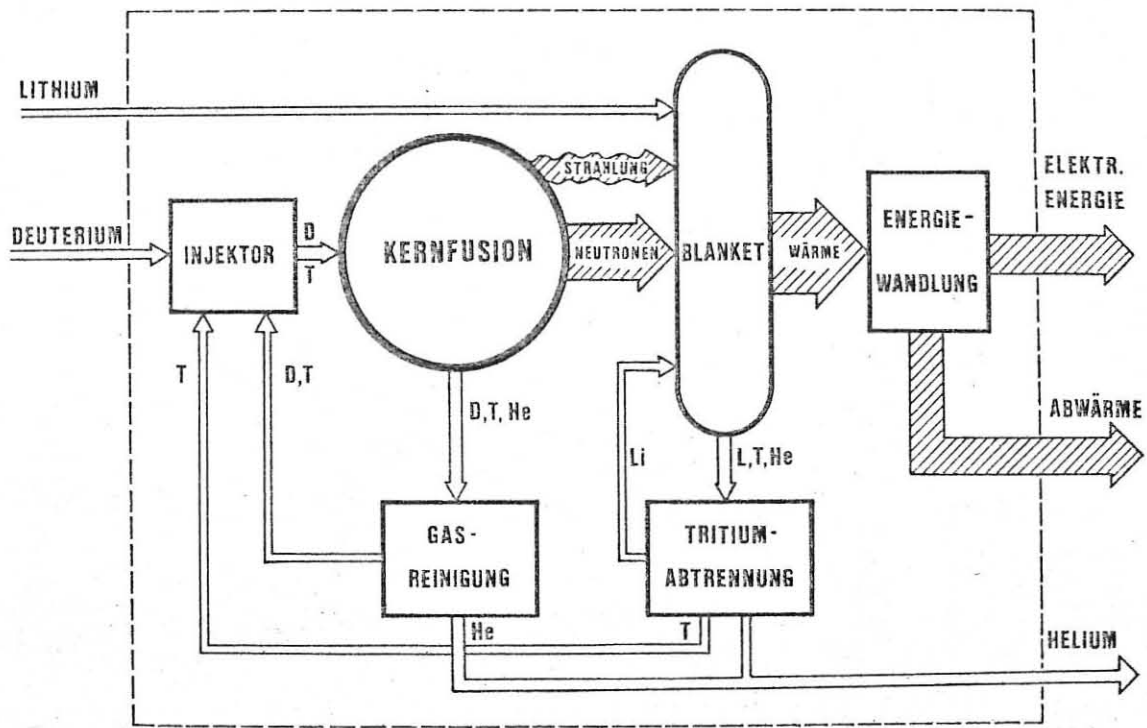 LITHIUM
STRAHLUNG
ELEKTR.
ENERGIE
DEUTERIUM
INJEKTOR
D
T
KERNFUSION
NEUTRONEN
BLANKET
WÄRME
ENERGIE-
WANDLUNG
T
D,T
D,T, He
Li
L,T,He
ABWÄRME
GAS-
REINIGUNG
TRITIUM-
ABTRENNUNG
He
T
HELIUM